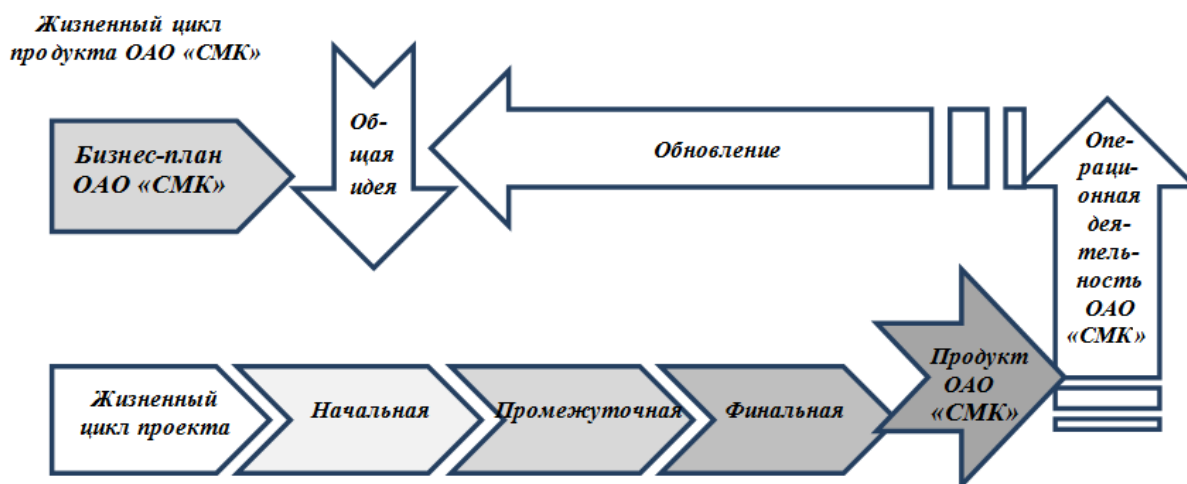 Жизненный цикл
продукта ОАО «СМК»
Бизнес-план
ОАО «СМК»
Об-
щая
идея
Обновление
Опе-
раци-
онная
дея-
тель-
ность
ОАО
«СМК»
Жизненный
цикл проекта
Начальная
Промежуточная
Финальная
Продукт
ОАО
«СМК»